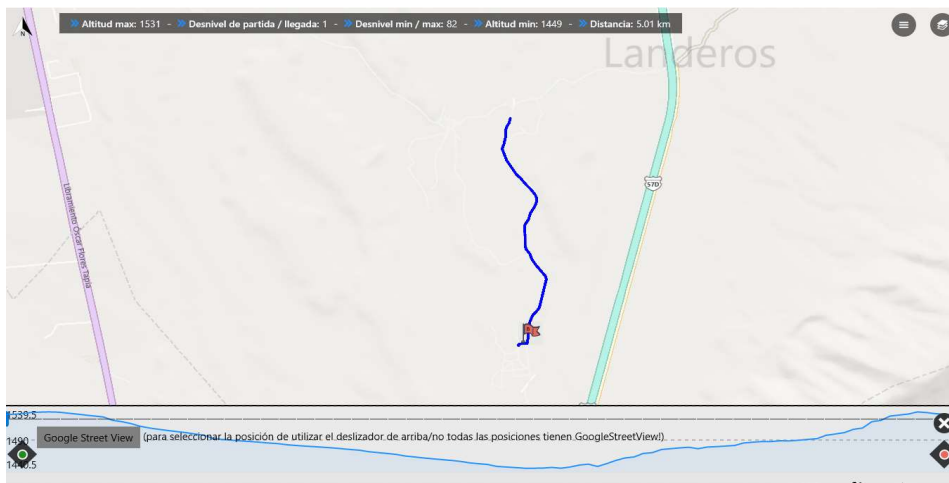 N
» Altitud max: 1531 - » Desnivel de partida / llegada: 1 - » Desnivel min / max: 82 - » Altitud min: 1449 - » Distancia: 5.01 km
Landeros
57D
Libramiento Óscar Flores Tapia
1539.5
1490
Google Street View (para seleccionar la posición de utilizar el deslizador de arriba/no todas las posiciones tienen GoogleStreetView!)
1440.5